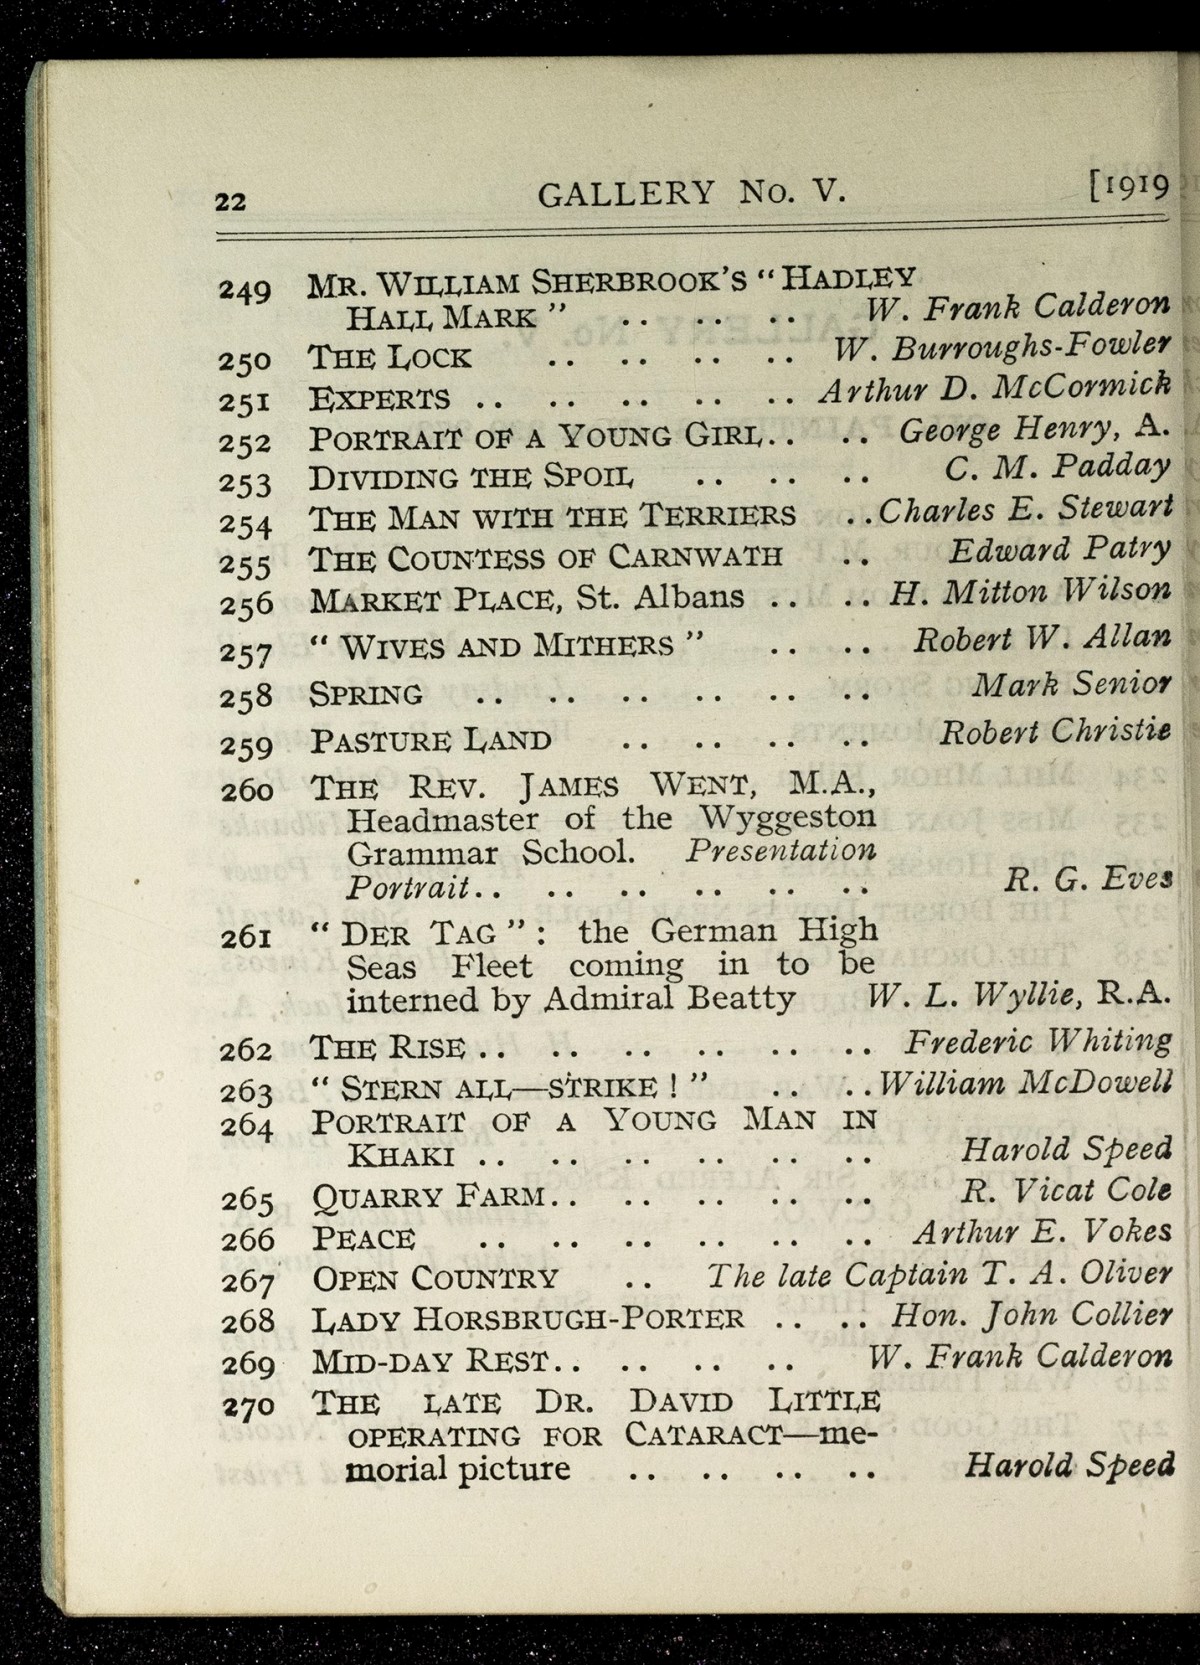 22 GALLERY No. V. [1919
249 MR. WILLIAM SHERBROOK'S "HADLEY
HALL MARK" .. .. .. W. Frank Calderon
250 THE LOCK .. .. .. .. W. Burroughs-Fowler
251 EXPERTS .. .. .. .. .. Arthur D. McCormick
252 PORTRAIT OF A YOUNG GIRL.. .. George Henry, A.
253 DIVIDING THE SPOIL .. .. .. C. M. Padday
254 THE MAN WITH THE TERRIERS ..Charles E. Stewart
255 THE COUNTESS OF CARNWATH .. Edward Patry
256 MARKET PLACE, St. Albans .. .. H. Mitton Wilson
257 "WIVES AND MITHERS" .. .. Robert W. Allan
258 SPRING .. .. .. .. .. .. Mark Senior
259 PASTURE LAND .. .. .. .. Robert Christie
260 THE REV. JAMES WENT, M.A.,
Headmaster of the Wyggeston
Grammar School. Presentation
Portrait.. .. .. .. .. .. R. G. Eves
261 "DER TAG": the German High
Seas Fleet coming in to be
interned by Admiral Beatty W. L. Wyllie, R.A.
262 THE RISE .. .. .. .. .. .. Frederic Whiting
263 "STERN ALL—STRIKE!" .. ..William McDowell
264 PORTRAIT OF A YOUNG MAN IN
KHAKI .. .. .. .. .. .. Harold Speed
265 QUARRY FARM.. .. .. .. .. R. Vicat Cole
266 PEACE .. .. .. .. .. .. Arthur E. Vokes
267 OPEN COUNTRY .. The late Captain T. A. Oliver
268 LADY HORSBRUGH-PORTER .. .. Hon. John Collier
269 MID-DAY REST.. .. .. .. W. Frank Calderon
270 THE LATE DR. DAVID LITTLE
OPERATING FOR CATARACT—me-
morial picture .. .. .. .. Harold Speed